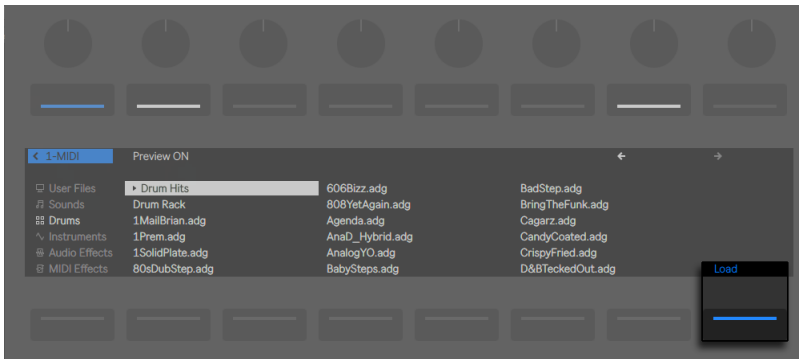 1-MIDI Preview ON
User Files Drum Hits 606Bizz.adg BadStep.adg
Sounds Drum Rack 808YetAgain.adg BringTheFunk.adg
Drums 1MailBrian.adg Agenda.adg Cagarz.adg
Instruments 1Prem.adg AnaD_Hybrid.adg CandyCoated.adg
Audio Effects 1SolidPlate.adg AnalogYO.adg CrispyFried.adg
MIDI Effects 80sDubStep.adg BabySteps.adg D&BTeckedOut.adg Load